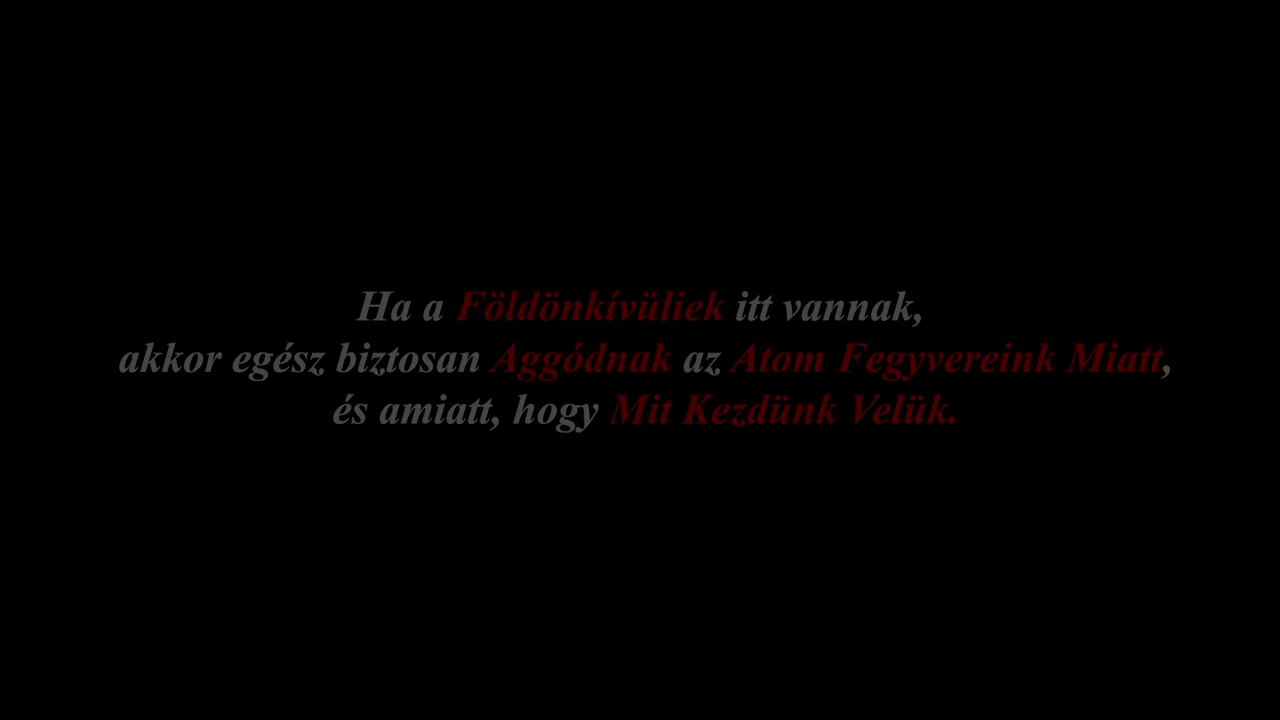 Ha a Földönkívüliek itt vannak,
akkor egész biztosan Aggódnak az Atom Fegyvereink Miatt,
és amiatt, hogy Mit Kezdünk Velük.